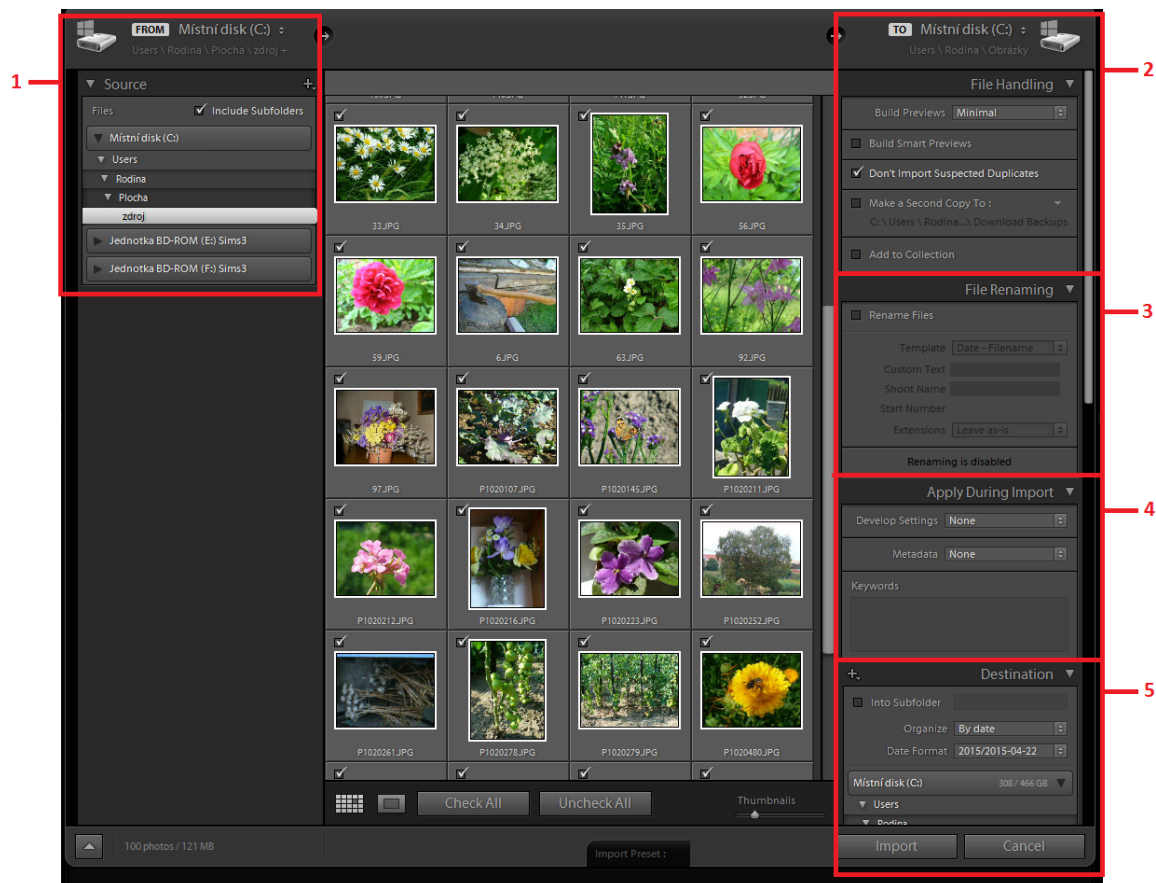 FROM Místní disk (C:)
Users \ Rodina \ Plocha \ zdroj +
TO Místní disk (C:)
Users \ Rodina \ Obrázky
1
Source
Files Include Subfolders
Místní disk (C:)
Users
Rodina
Plocha
zdroj
Jednotka BD-ROM (E:) Sims3
Jednotka BD-ROM (F:) Sims3
33.JPG 34.JPG 35.JPG 56.JPG
59.JPG 6.JPG 63.JPG 92.JPG
97.JPG P1020107.JPG P1020145.JPG P1020211.JPG
P1020212.JPG P1020216.JPG P1020223.JPG P1020252.JPG
P1020261.JPG P1020278.JPG P1020279.JPG P1020480.JPG
Check All Uncheck All Thumbnails
100 photos / 121 MB
Import Preset :
2
File Handling
Build Previews Minimal
Build Smart Previews
Don't Import Suspected Duplicates
Make a Second Copy To :
C: \ Users \ Rodina...\ Download Backups
Add to Collection
3
File Renaming
Rename Files
Template Date - Filename
Custom Text
Shoot Name
Start Number
Extensions Leave as-is
Renaming is disabled
4
Apply During Import
Develop Settings None
Metadata None
Keywords
5
+ Destination
Into Subfolder
Organize By date
Date Format 2015/2015-04-22
Místní disk (C:) 308 / 466 GB
Users
Rodina
Import Cancel